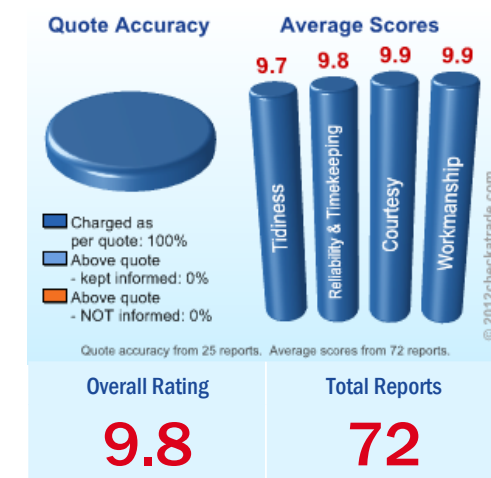 Quote Accuracy
Average Scores
9.7
9.8
9.9
9.9
Tidiness
Reliability & Timekeeping
Courtesy
Workmanship
Charged as
per quote: 100%
Above quote
- kept informed: 0%
Above quote
- NOT informed: 0%
© 2012checkatrade.com
Quote accuracy from 25 reports. Average scores from 72 reports.
Overall Rating
Total Reports
9.8
72